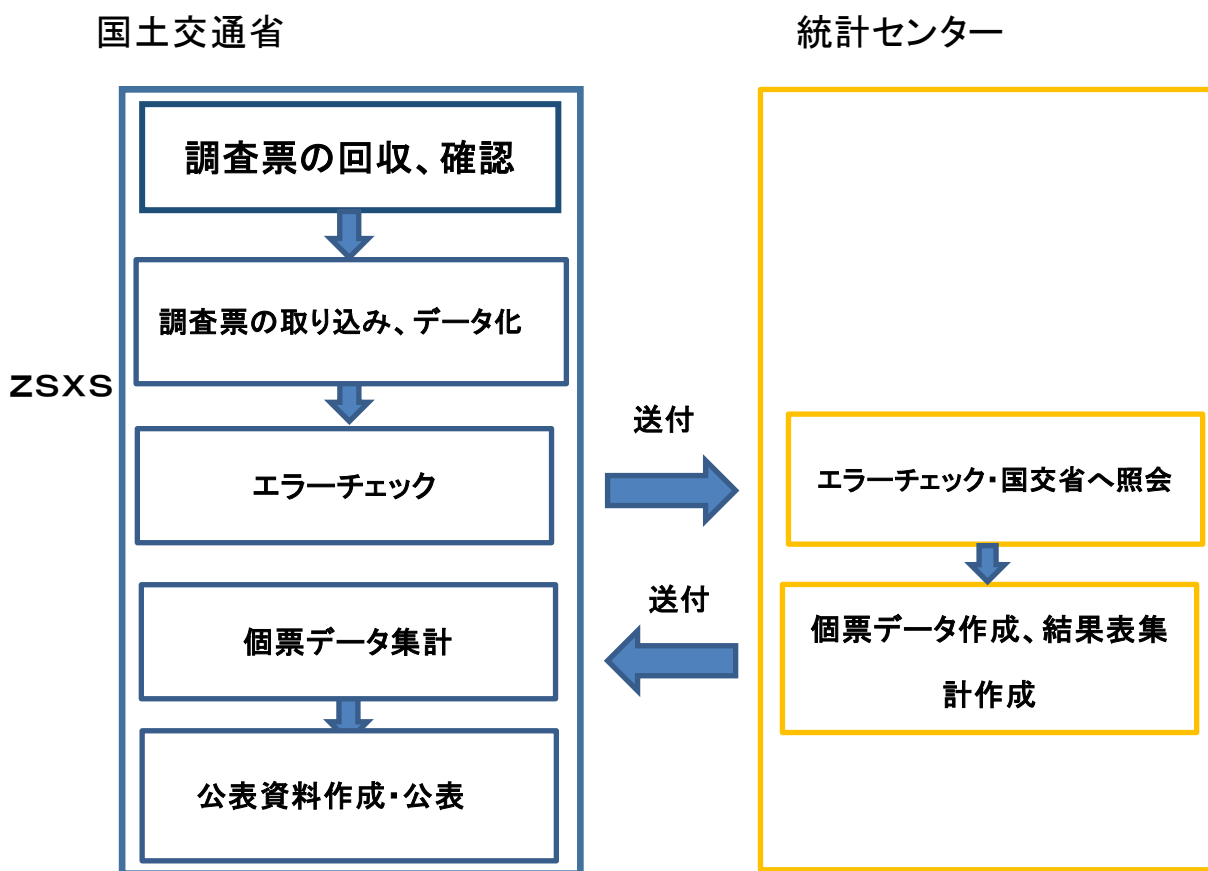 国土交通省
統計センター
調査票の回収、確認
調査票の取り込み、データ化
ZSXS
エラーチェック
送付
エラーチェック・国交省へ照会
個票データ集計
送付
個票データ作成、結果表集
計作成
公表資料作成・公表